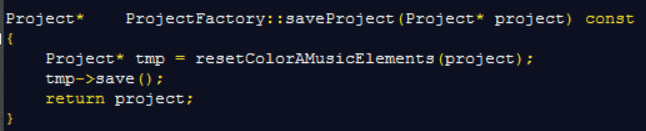 Project*    ProjectFactory::saveProject(Project* project) const
{
    Project* tmp = resetColorAMusicElements(project);
    tmp->save();
    return project;
}